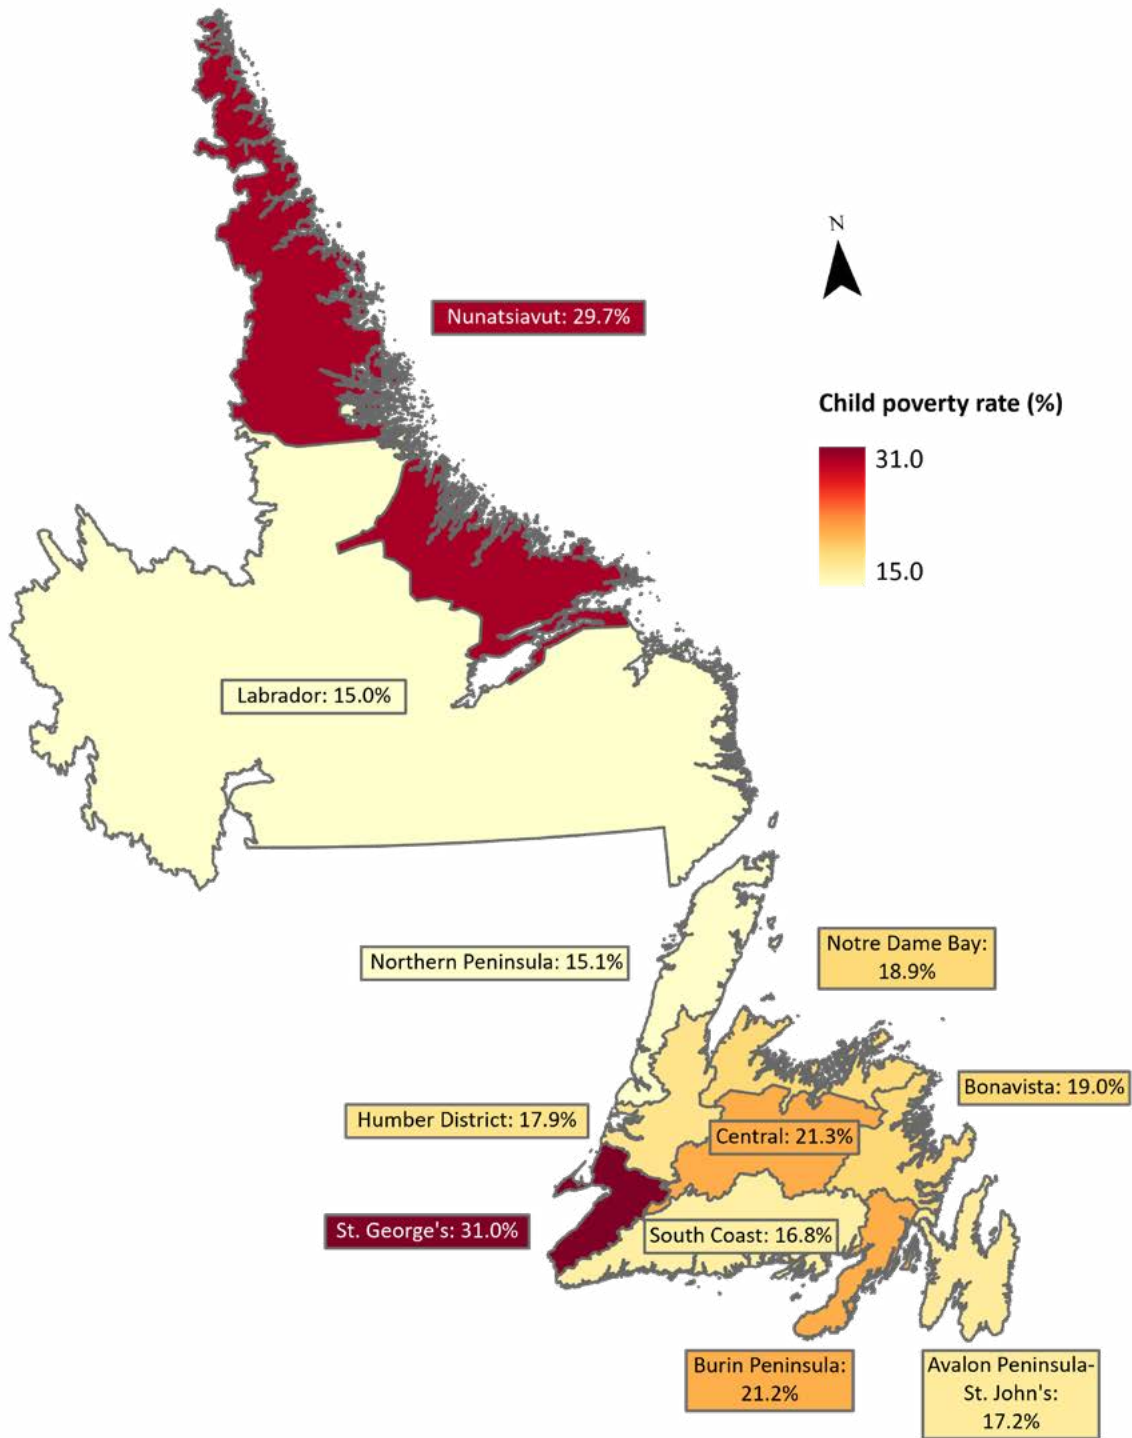 N
Nunatsiavut: 29.7%
Child poverty rate (%)
31.0
15.0
Labrador: 15.0%
Northern Peninsula: 15.1%
Notre Dame Bay:
18.9%
Bonavista: 19.0%
Humber District: 17.9%
Central: 21.3%
St. George's: 31.0%
South Coast: 16.8%
Burin Peninsula:
21.2%
Avalon Peninsula-
St. John's:
17.2%